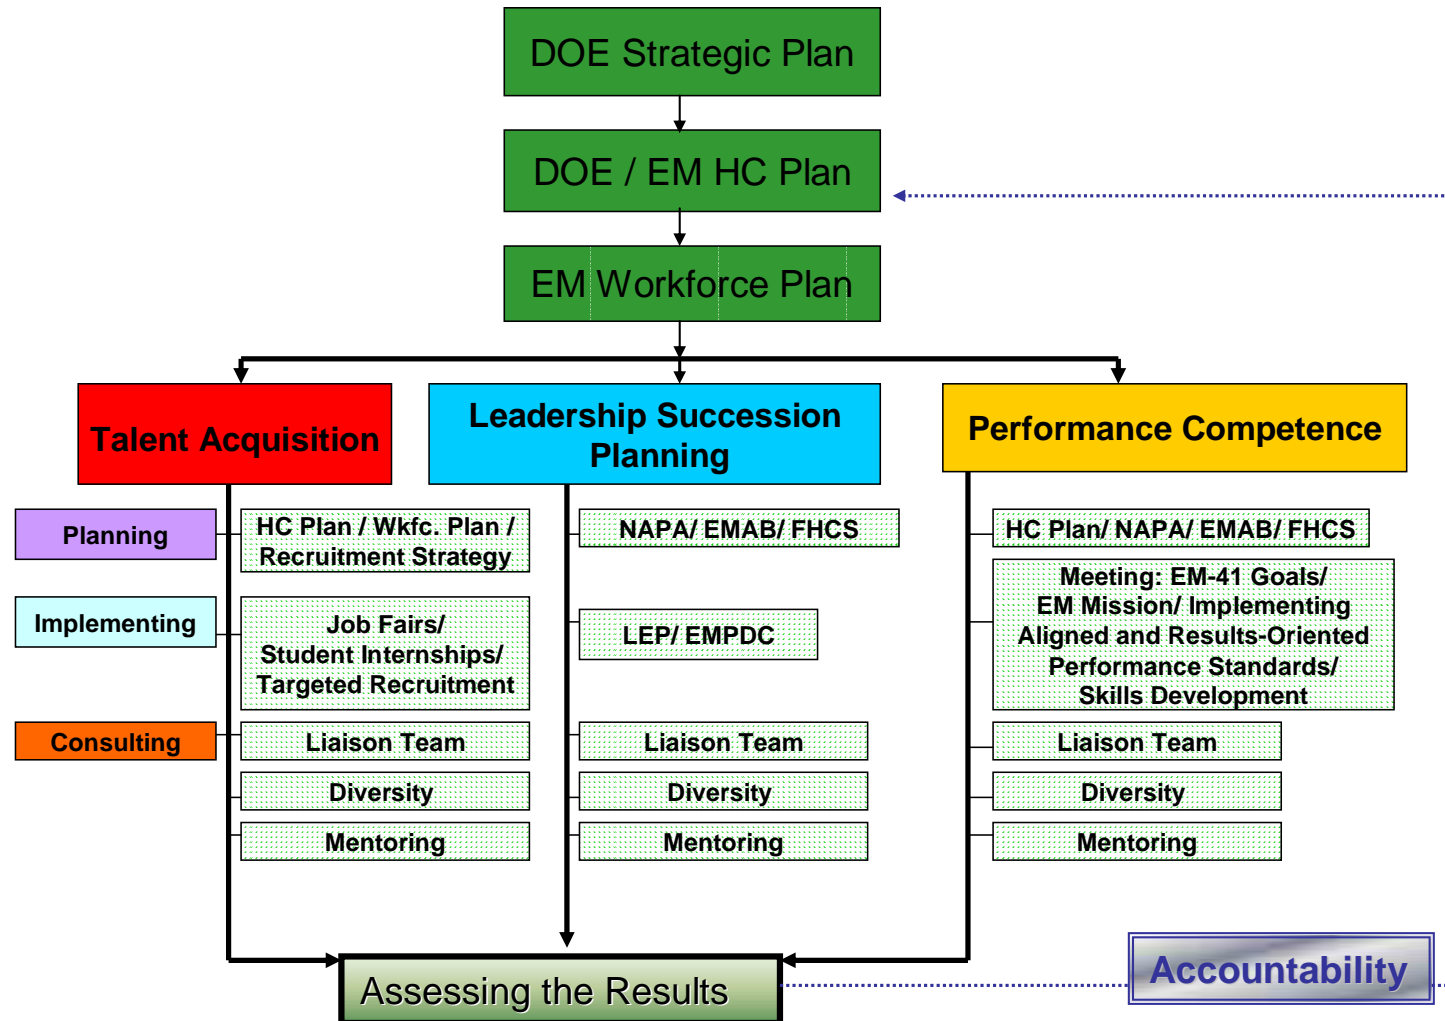 DOE Strategic Plan
DOE / EM HC Plan
EM Workforce Plan
Talent Acquisition
Leadership Succession
Planning
Performance Competence
Planning
HC Plan / Wkfc. Plan /
Recruitment Strategy
NAPA/ EMAB/ FHCS
HC Plan/ NAPA/ EMAB/ FHCS
Implementing
Job Fairs/
Student Internships/
Targeted Recruitment
LEP/ EMPDC
Meeting: EM-41 Goals/
EM Mission/ Implementing
Aligned and Results-Oriented
Performance Standards/
Skills Development
Consulting
Liaison Team
Liaison Team
Liaison Team
Diversity
Diversity
Diversity
Mentoring
Mentoring
Mentoring
Assessing the Results
Accountability